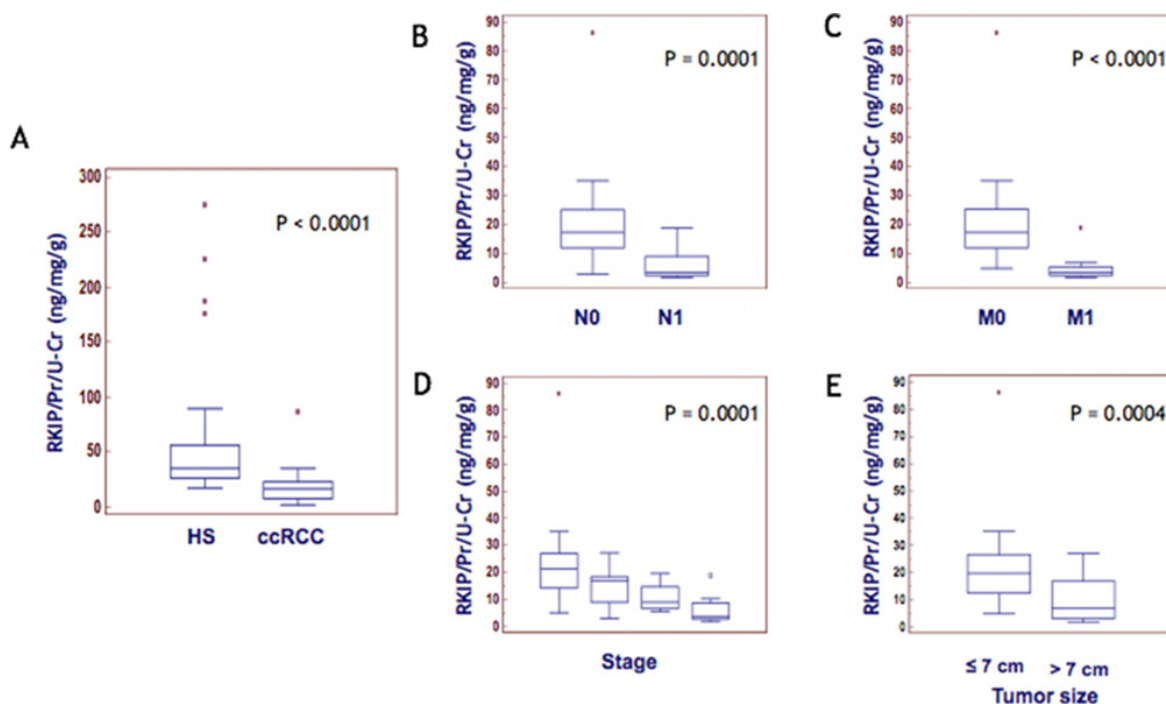 A
RKIP/Pr/U-Cr (ng/mg/g)
300
250
200
150
100
50
0
P < 0.0001
HS ccRCC
B
RKIP/Pr/U-Cr (ng/mg/g)
90
80
70
60
50
40
30
20
10
0
P = 0.0001
N0 N1
C
RKIP/Pr/U-Cr (ng/mg/g)
90
80
70
60
50
40
30
20
10
0
P < 0.0001
M0 M1
D
RKIP/Pr/U-Cr (ng/mg/g)
90
80
70
60
50
40
30
20
10
0
P = 0.0001
Stage
E
RKIP/Pr/U-Cr (ng/mg/g)
90
80
70
60
50
40
30
20
10
0
P = 0.0004
≤ 7 cm > 7 cm
Tumor size